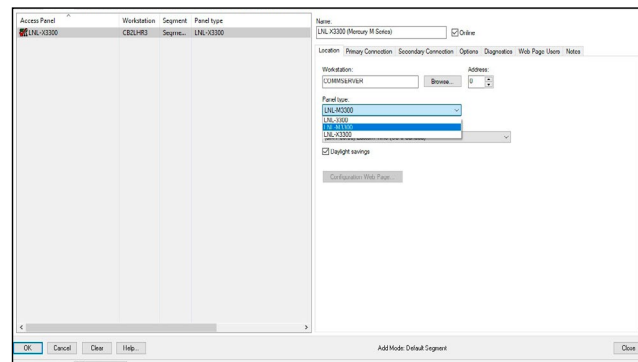 Access Panel Workstation Segment Panel type
LNL-X3300 CB2LHR3 Segme... LNL-X3300
Name:
LNL X3300 (Mercury M Series) Online
Location Primary Connection Secondary Connection Options Diagnostics Web Page Users Notes
Workstation: Address:
COMMSERVER Browse... 0
Panel type:
LNL-M3300
LNL-3300
LNL-M3300
LNL-X3300
Daylight savings
Configuration Web Page...
OK Cancel Clear Help... Add Mode: Default Segment Close